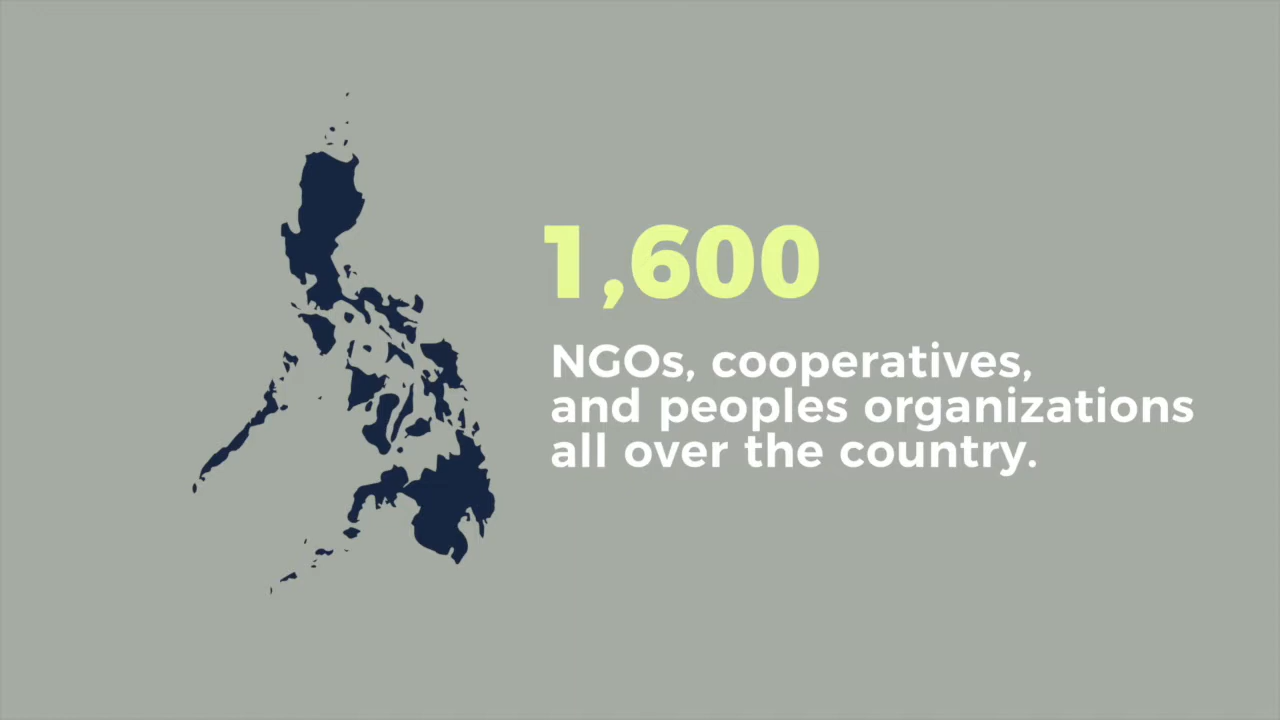 1,600
NGOs, cooperatives,
and peoples organizations
all over the country.